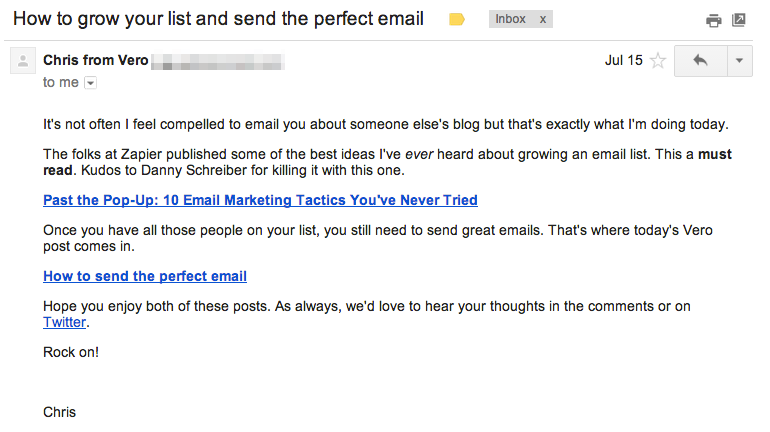 How to grow your list and send the perfect email
Inbox x
Chris from Vero
Jul 15
to me
It's not often I feel compelled to email you about someone else's blog but that's exactly what I'm doing today.
The folks at Zapier published some of the best ideas I've ever heard about growing an email list. This a must
read. Kudos to Danny Schreiber for killing it with this one.
Past the Pop-Up: 10 Email Marketing Tactics You've Never Tried
Once you have all those people on your list, you still need to send great emails. That's where today's Vero
post comes in.
How to send the perfect email
Hope you enjoy both of these posts. As always, we'd love to hear your thoughts in the comments or on
Twitter.
Rock on!
Chris